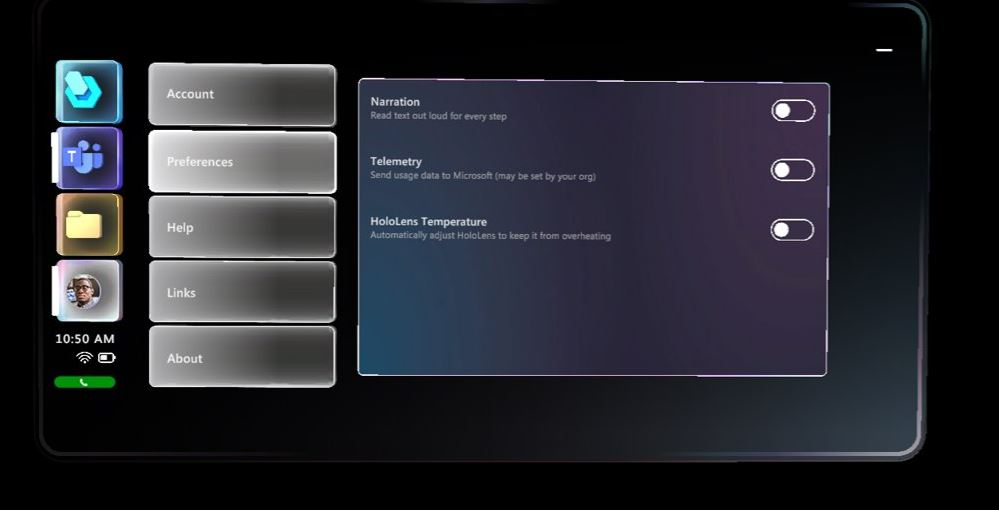 Account
Preferences
Help
Links
About
T
10:50 AM
Narration
Read text out loud for every step
Telemetry
Send usage data to Microsoft (may be set by your org)
HoloLens Temperature
Automatically adjust HoloLens to keep it from overheating